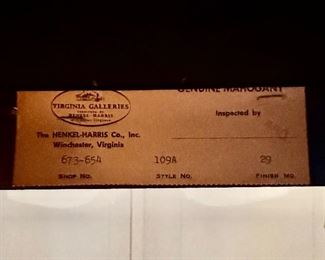 GENUINE MAHOGANY
VIRGINIA GALLERIES
HENKEL HARRIS
Inspected by
The HENKEL-HARRIS Co., Inc.
Winchester, Virginia
673-654 109A 29
SHOP NO. STYLE NO. FINISH NO.